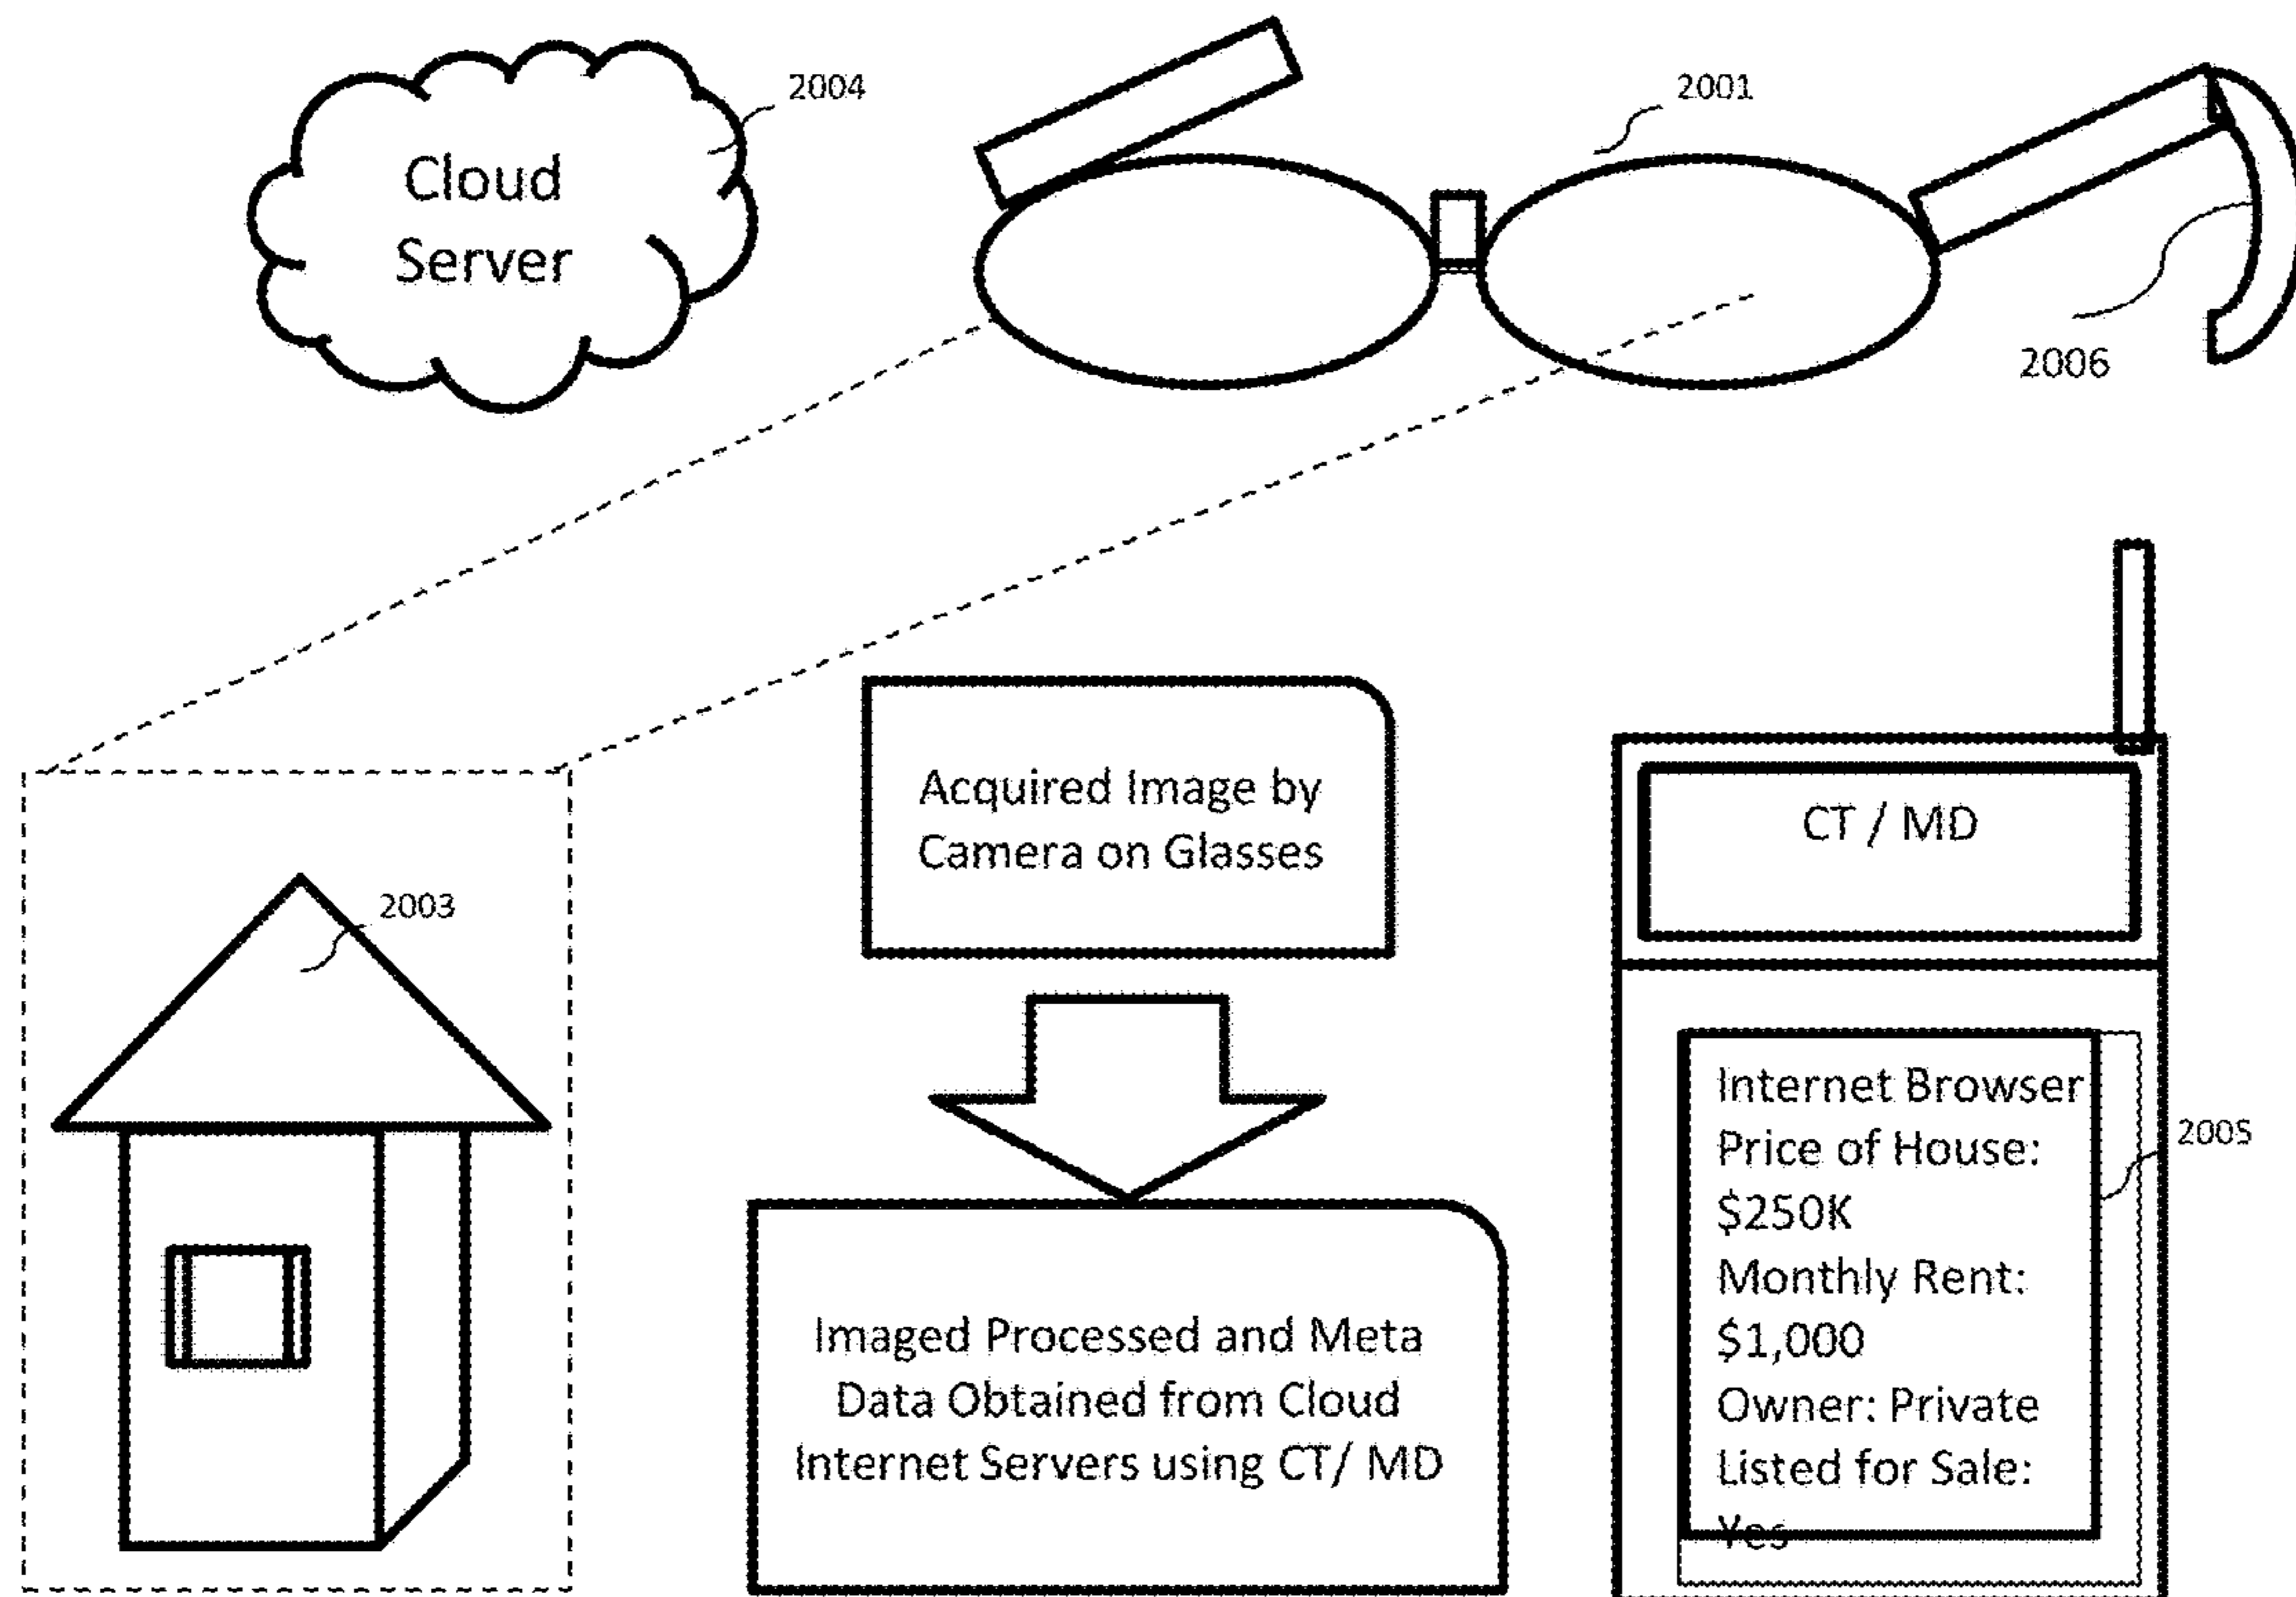 2004
Cloud
Server
2001
2006
2003
Acquired Image by
Camera on Glasses
Imaged Processed and Meta
Data Obtained from Cloud
Internet Servers using CT/ MD
CT / MD
Internet Browser
Price of House:
$250K
Monthly Rent:
$1,000
Owner: Private
Listed for Sale:
Yes
2005